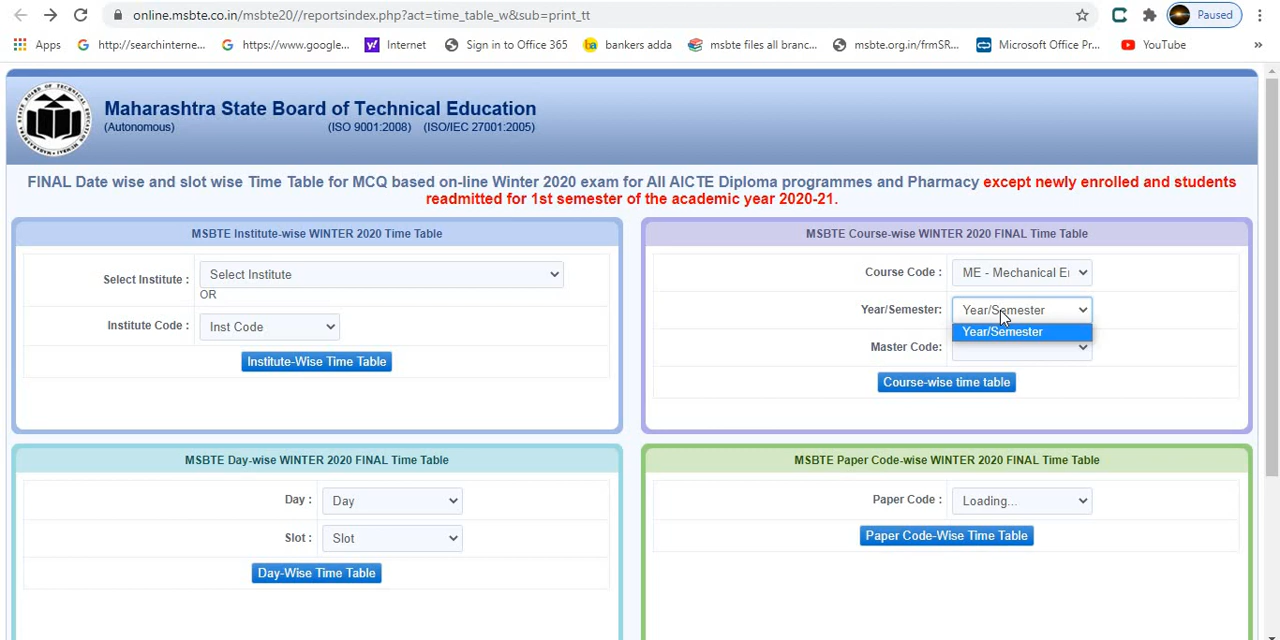 online.msbte.co.in/msbte20//reportsindex.php?act=time_table_w&sub=print_tt
Paused
Apps
http://searchinterne...
https://www.google...
Internet
Sign in to Office 365
bankers adda
msbte files all branc...
msbte.org.in/frmSR...
Microsoft Office Pr...
YouTube
»
Maharashtra State Board of Technical Education
(Autonomous) (ISO 9001:2008) (ISO/IEC 27001:2005)
FINAL Date wise and slot wise Time Table for MCQ based on-line Winter 2020 exam for All AICTE Diploma programmes and Pharmacy except newly enrolled and students
readmitted for 1st semester of the academic year 2020-21.
MSBTE Institute-wise WINTER 2020 Time Table
Select Institute : Select Institute
OR
Institute Code : Inst Code
Institute-Wise Time Table
MSBTE Course-wise WINTER 2020 FINAL Time Table
Course Code : ME - Mechanical E
Year/Semester: Year/Semester
Year/Semester
Master Code:
Course-wise time table
MSBTE Day-wise WINTER 2020 FINAL Time Table
Day : Day
Slot : Slot
Day-Wise Time Table
MSBTE Paper Code-wise WINTER 2020 FINAL Time Table
Paper Code : Loading...
Paper Code-Wise Time Table